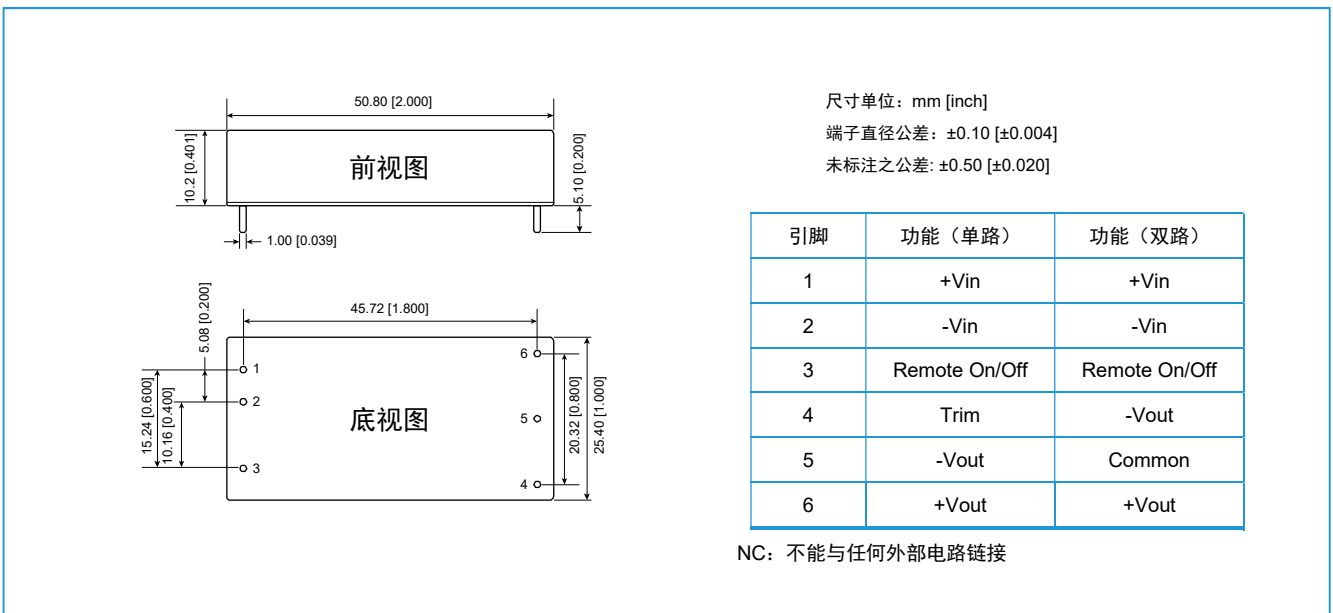 50.80 [2.000]
10.2 [0.401]
前视图
5.10 [0.200]
1.00 [0.039]
5.08 [0.200]
45.72 [1.800]
6
1
2
5
3
4
底视图
15.24 [0.600]
10.16 [0.400]
20.32 [0.800]
25.40 [1.000]
尺寸单位：mm [inch]
端子直径公差：±0.10 [±0.004]
未标注之公差: ±0.50 [±0.020]
引脚 功能（单路） 功能（双路）
1 +Vin +Vin
2 -Vin -Vin
3 Remote On/Off Remote On/Off
4 Trim -Vout
5 -Vout Common
6 +Vout +Vout
NC：不能与任何外部电路链接